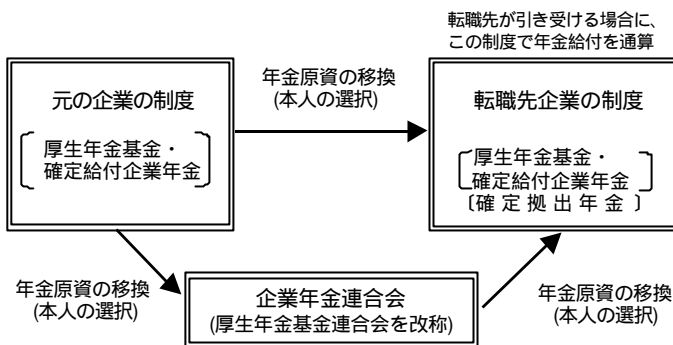 転職先が引き受ける場合に、
この制度で年金給付を通算
元の企業の制度
厚生年金基金・
確定給付企業年金
年金原資の移換
(本人の選択)
転職先企業の制度
厚生年金基金・
確定給付企業年金
〔確定拠出年金〕
年金原資の移換
(本人の選択)
企業年金連合会
(厚生年金基金連合会を改称)
年金原資の移換
(本人の選択)